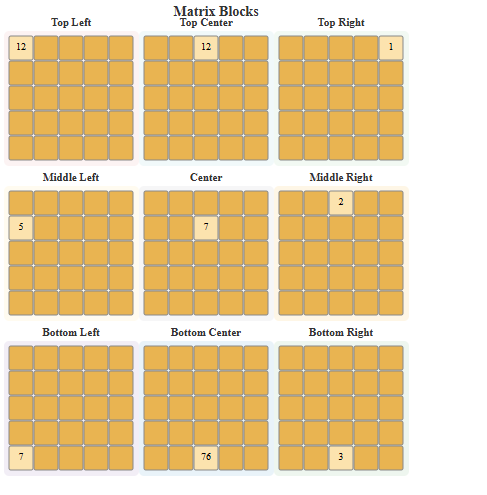 Matrix Blocks
Top Left Top Center Top Right
12 12 1
Middle Left Center Middle Right
2
5 7
Bottom Left Bottom Center Bottom Right
7 76 3